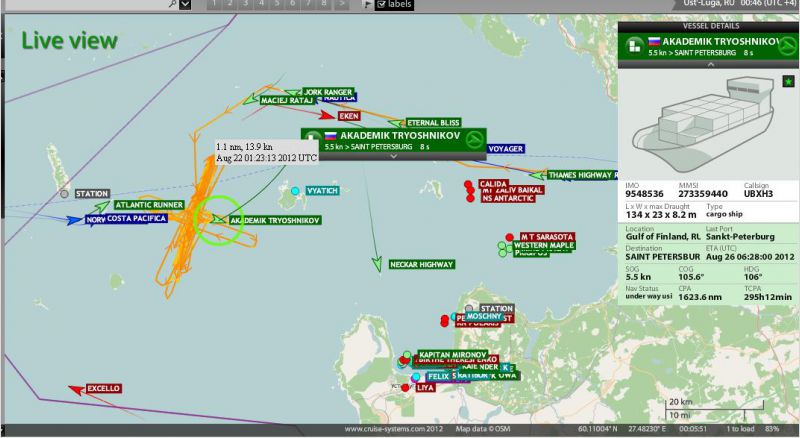 1 2 3 4 5 6 7 8 >
labels
Ust'-Luga, RU 00:46 (UTC +4)
Live view
VESSEL DETAILS
AKADEMIK TRYOSHNIKOV
5.5 kn > SAINT PETERSBURG 8 s
JORK RANGER
NAUTICA
MACIEJ RATAJ
EKEN
ETERNAL BLISS
AKADEMIK TRYOSHNIKOV
5.5 kn > SAINT PETERSBURG 8 s
1.1 nm, 13.9 kn
Aug 22 01:23:13 2012 UTC
VOYAGER
THAMES HIGHWAY
CALIDA
MT ZALIV BAIKAL
NS ANTARCTIC
VYATICH
STATION
ATLANTIC RUNNER
NORW
COSTA PACIFICA
AKADEMIK TRYOSHNIKOV
M T SARASOTA
WESTERN MAPLE
NECKAR HIGHWAY
STATION
MOSCHNY
KAPITAN MIRONOV
FELIX
LIYA
EXCELLO
IMO MMSI Callsign
9548536 273359440 UBXH3
L x W x max Draught Type
134 x 23 x 8.2 m cargo ship
Location Last Port
Gulf of Finland, RU Sankt-Peterburg
Destination ETA (UTC)
SAINT PETERSBUR Aug 26 06:28:00 2012
SOG COG HDG
5.5 kn 105.6° 106°
Nav Status CPA TCPA
under way usi 1623.6 nm 295h12min
20 km
10 mi
www.cruise-systems.com 2012 Map data © OSM 60.11004° N 27.48230° E 00:05:51 1 to load 83%